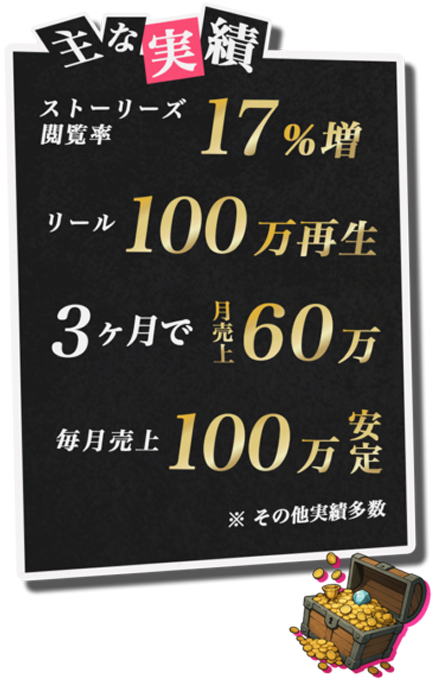 主な実績
ストーリーズ
閲覧率
17%増
リール 100万再生
3ヶ月で 月売上 60万
毎月売上 100万 安定
※ その他実績多数